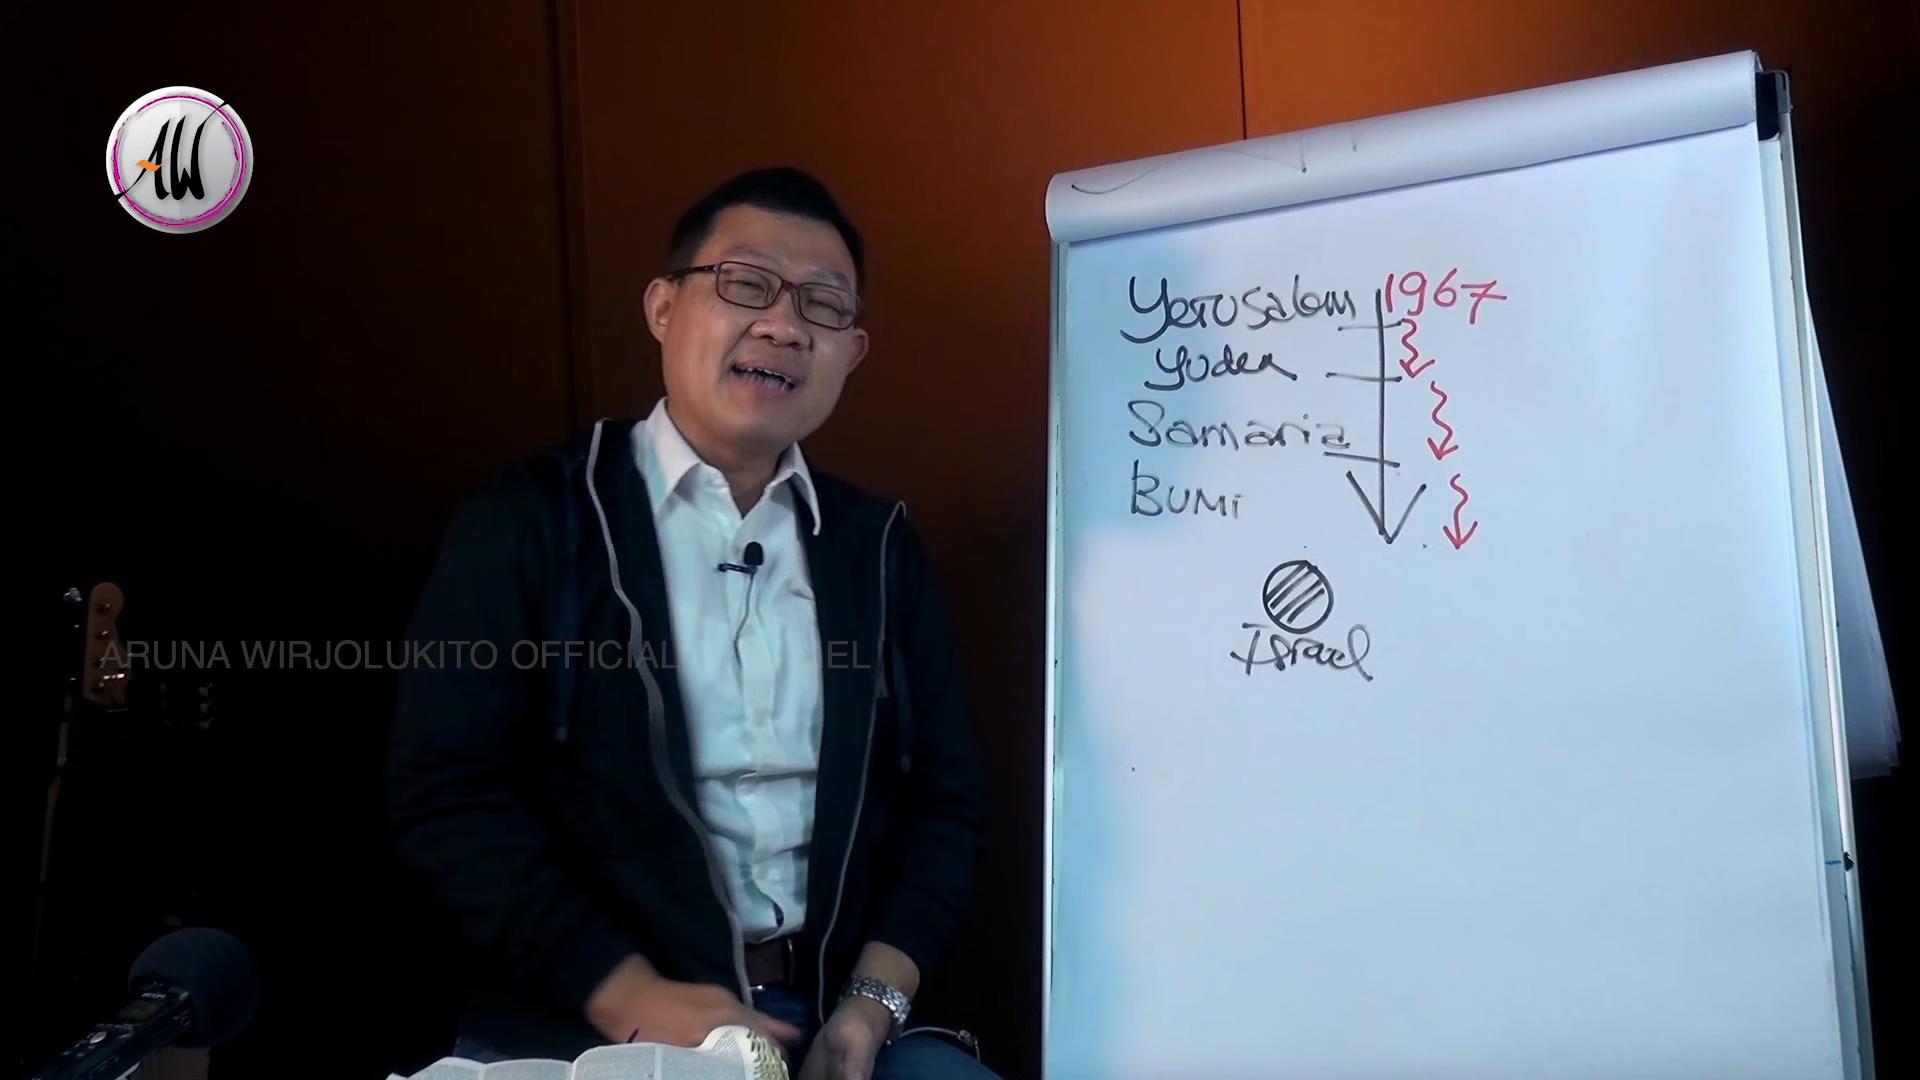 AW
Yerusalem 1967
Yudea
Samaria
BUMi
Israel
ARUNA WIRJOLUKITO OFFICIAL